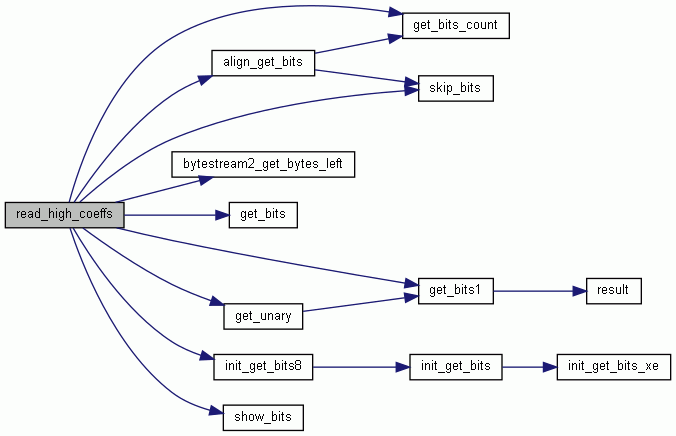 get_bits_count
align_get_bits
skip_bits
bytestream2_get_bytes_left
read_high_coeffs
get_bits
get_bits1
result
get_unary
init_get_bits8
init_get_bits
init_get_bits_xe
show_bits